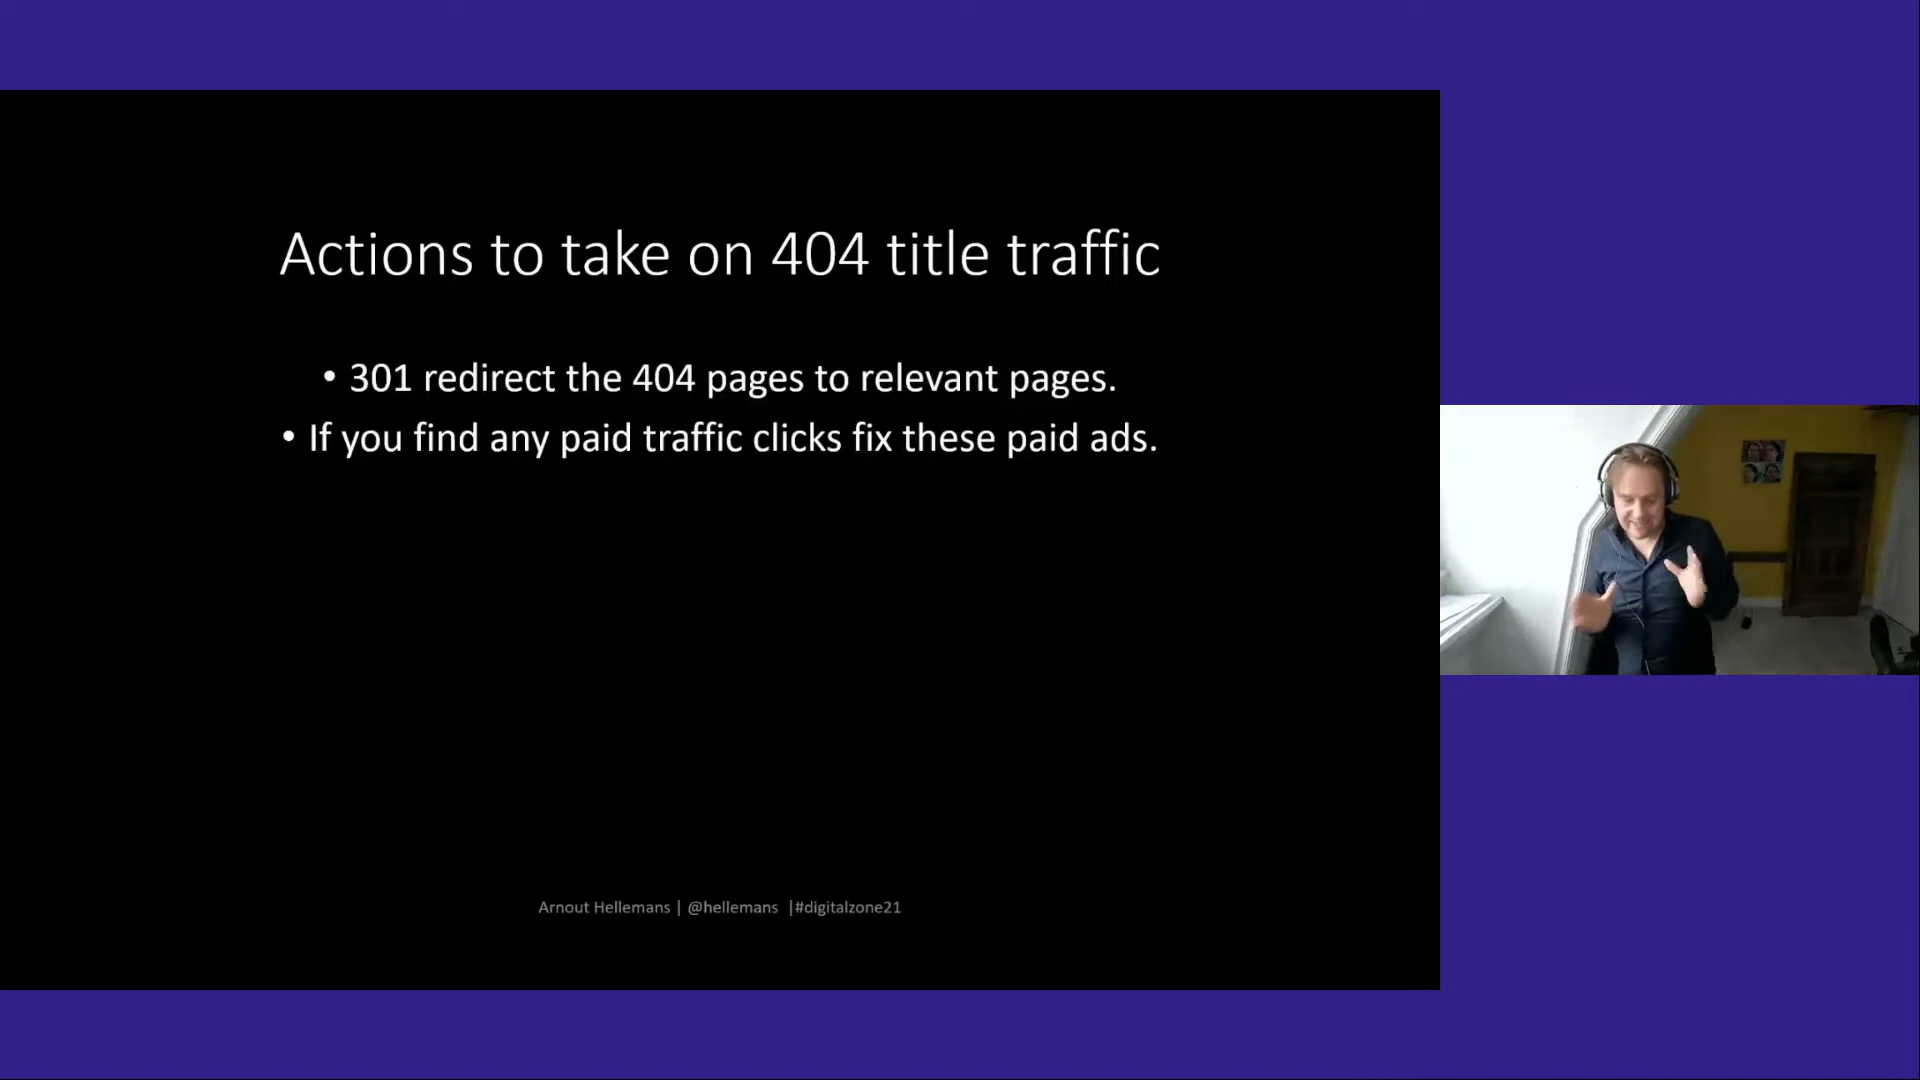 Actions to take on 404 title traffic
• 301 redirect the 404 pages to relevant pages.
• If you find any paid traffic clicks fix these paid ads.
Arnout Hellemans | @hellemans |#digitalzone21